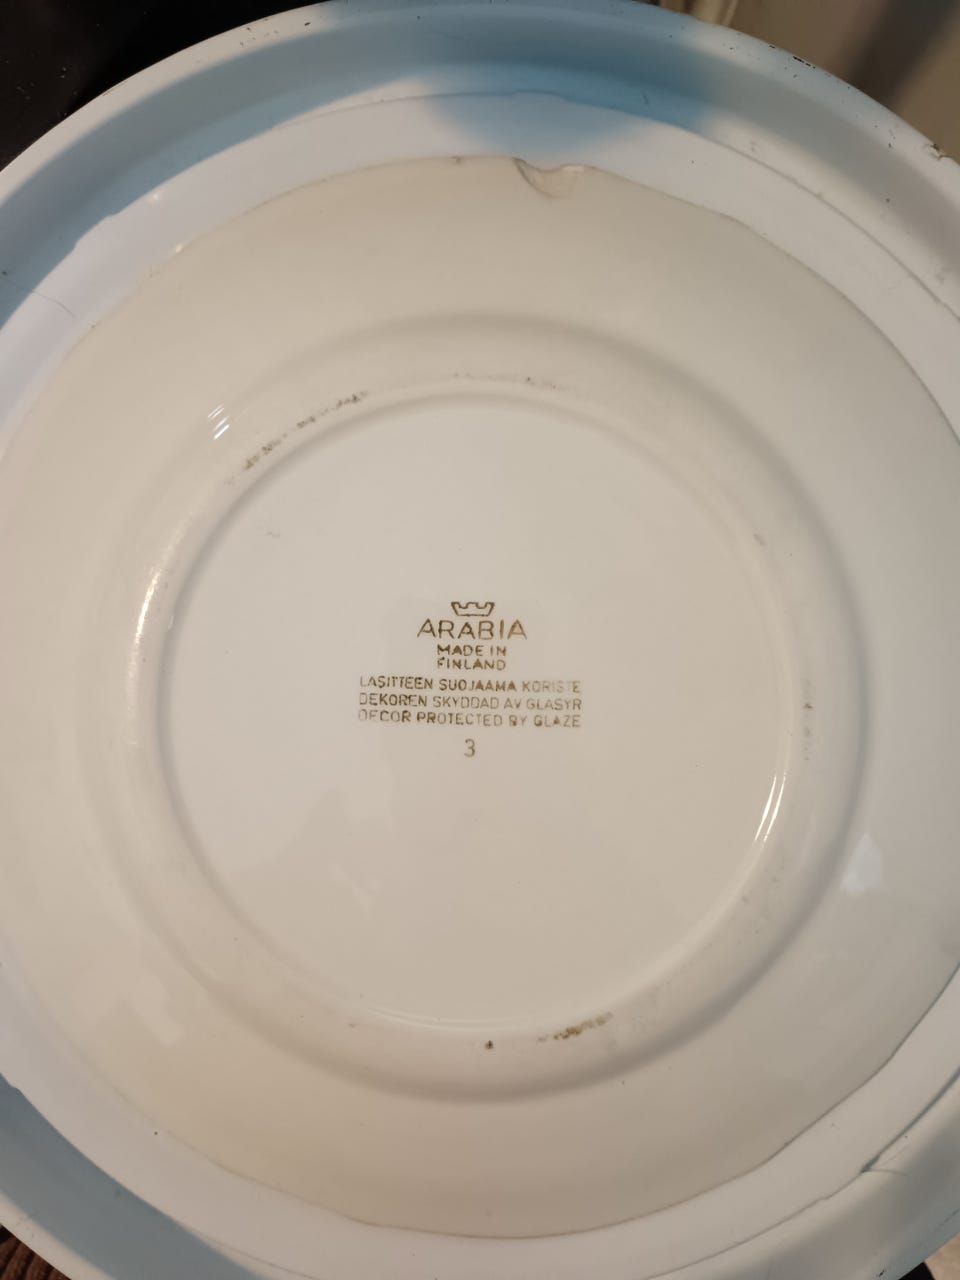 ARABIA
MADE IN
FINLAND
LASITTEEN SUOJAAMA KORISTE
DEKOREN SKYDDAD AV GLASYR
DECOR PROTECTED BY GLAZE
3